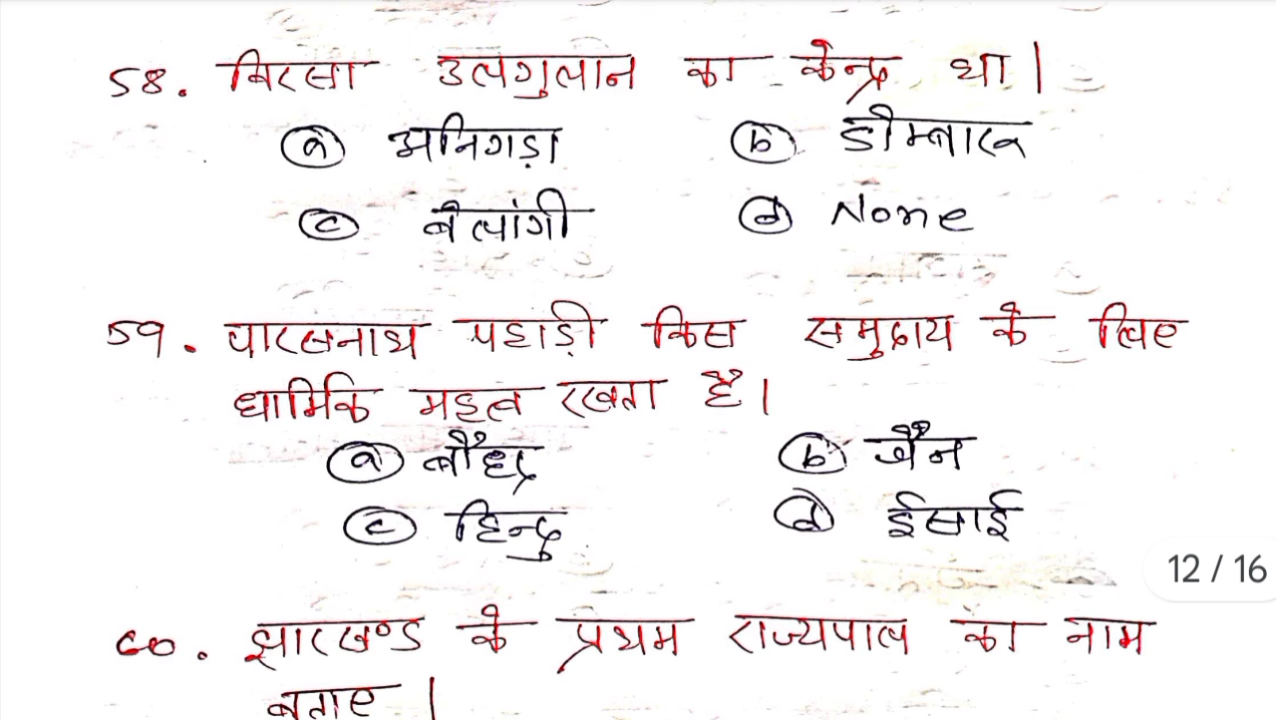 58. बिरसा उलगुलान का केन्द्र था।
(a) अनिगड़ा (b) डोम्बारी
(c) बेलांगी (d) None
59. पारसनाथ पहाड़ी किस समुदाय के लिए
धार्मिक महत्व रखता है।
(a) बौद्ध (b) जैन
(c) हिन्दु (d) ईसाई
12 / 16
60. झारखण्ड के प्रथम राज्यपाल का नाम
बताए।